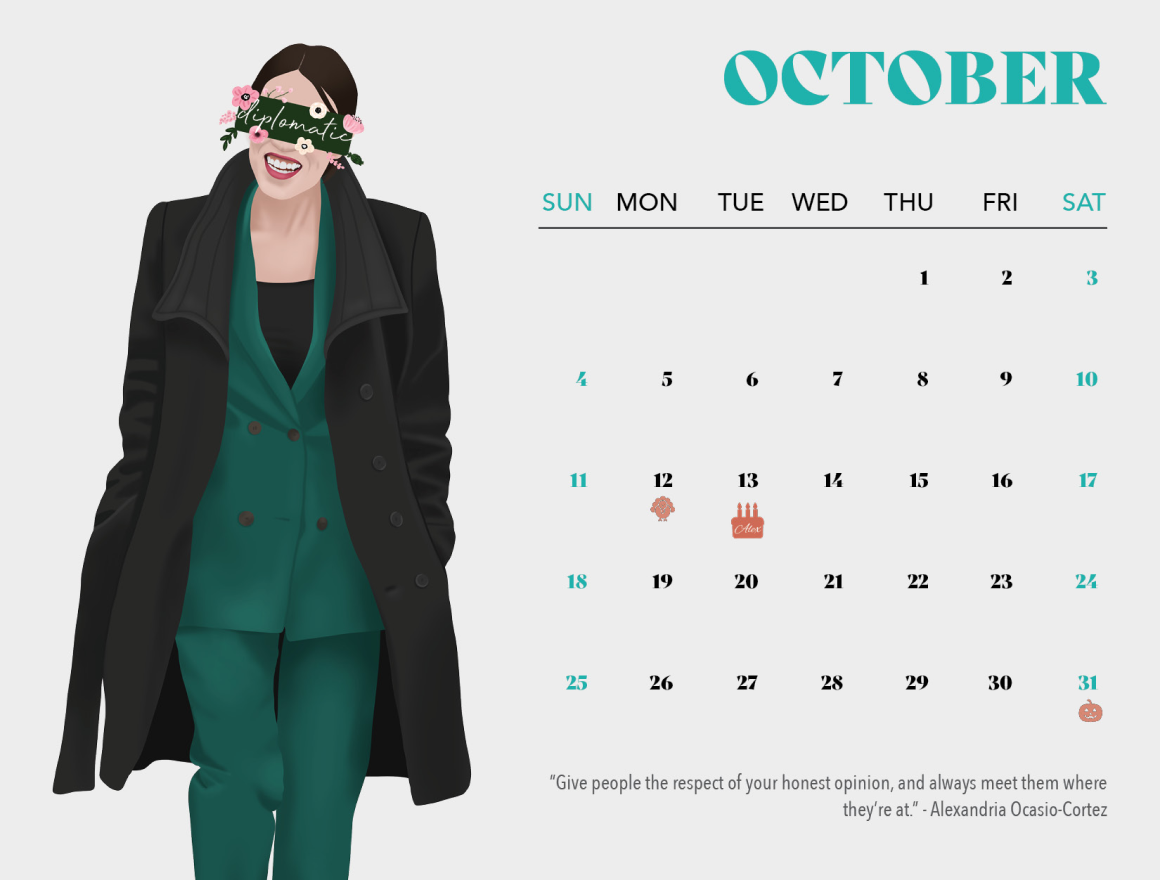 OCTOBER
diplomatic
SUN MON TUE WED THU FRI SAT
1 2 3
4 5 6 7 8 9 10
11 12 13 14 15 16 17
Alex
18 19 20 21 22 23 24
25 26 27 28 29 30 31
“Give people the respect of your honest opinion, and always meet them where
they’re at.” - Alexandria Ocasio-Cortez